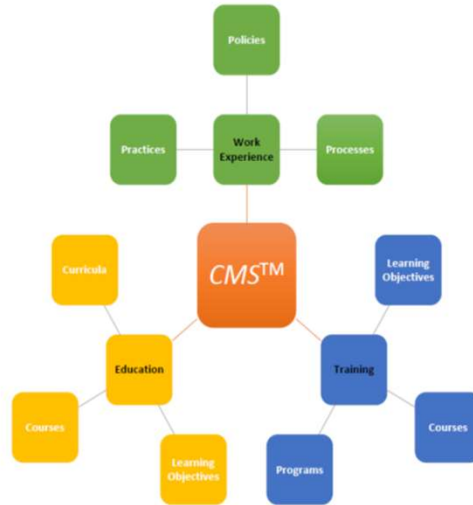 Policies
Practices
Work
Experience
Processes
CMS™
Curricula
Learning
Objectives
Education
Training
Courses
Learning
Objectives
Programs
Courses